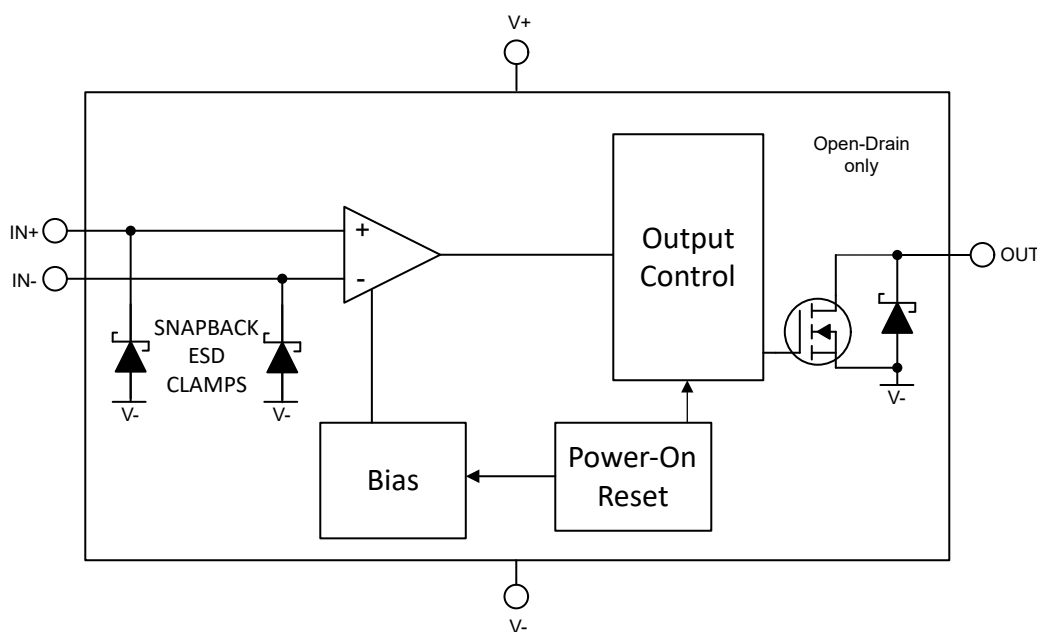 V+
Open-Drain
only
IN+
+
Output
Control
OUT
IN-
-
SNAPBACK
ESD
CLAMPS
V-
V-
V-
Bias
Power-On
Reset
V-